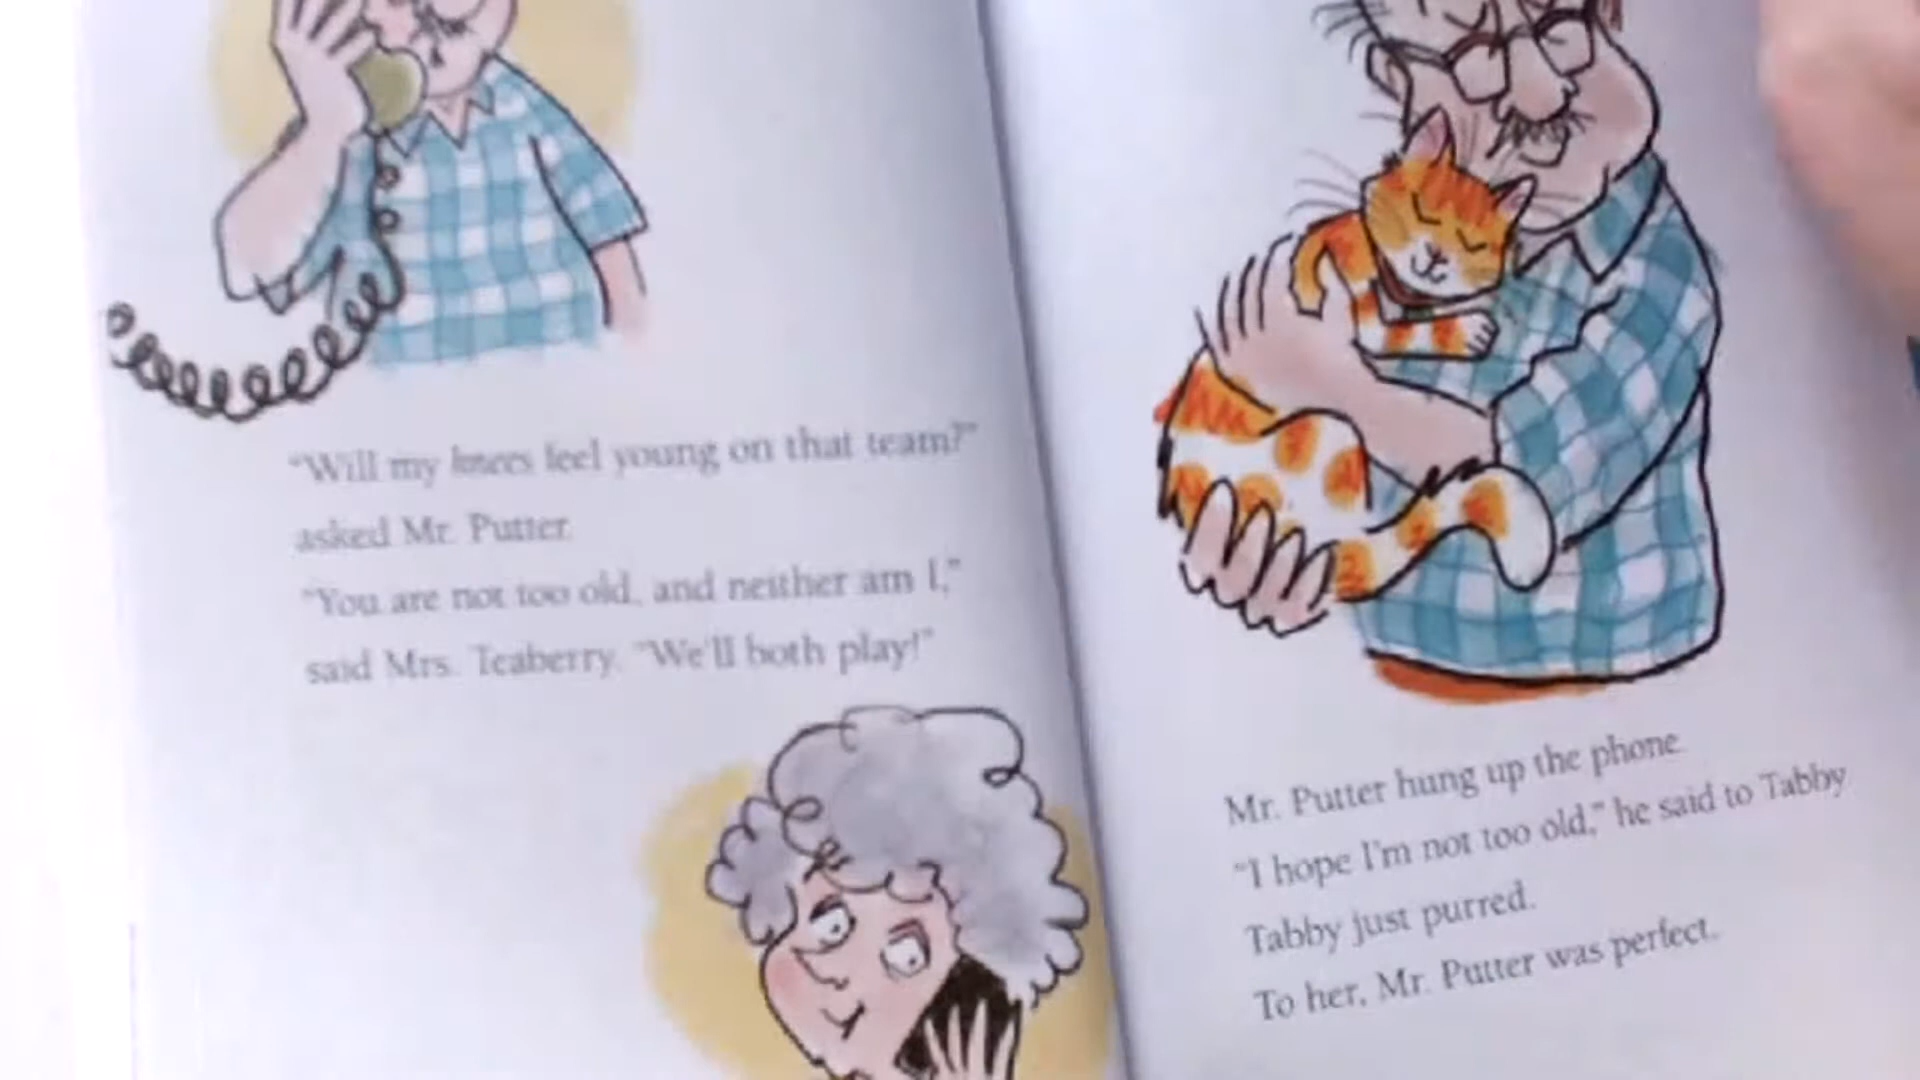 "Will my knees feel young on that team?"
asked Mr. Putter.
"You are not too old, and neither am I,"
said Mrs. Teaberry. "We'll both play!"
Mr. Putter hung up the phone.
"I hope I'm not too old," he said to Tabby
Tabby just purred.
To her, Mr. Putter was perfect.